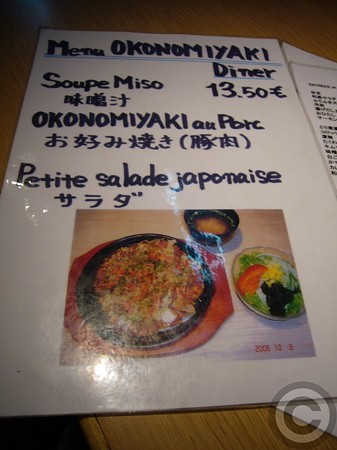 Menu OKONOMIYAKI
Dîner
Soupe Miso 13,50€
味噌汁
OKONOMIYAKI au Porc
お好み焼き(豚肉)
Petite salade japonaise
サラダ
2006 10 9
©